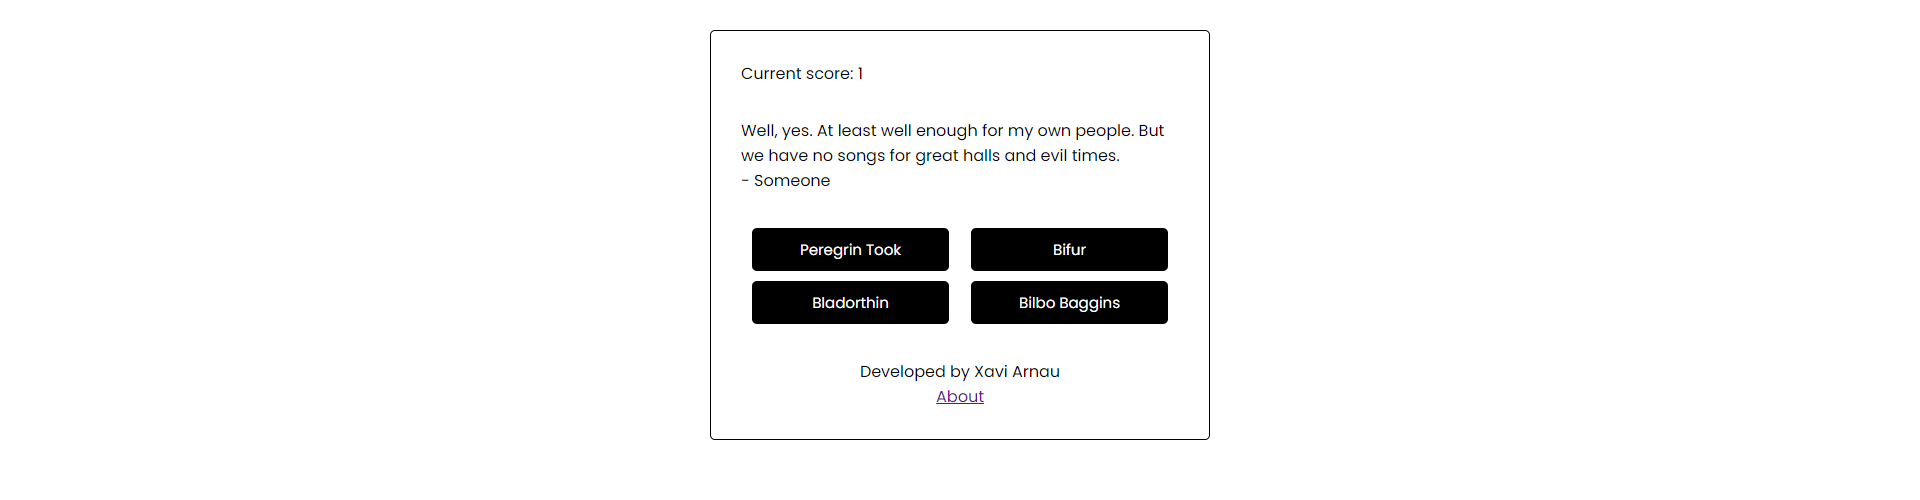 Current score: 1
Well, yes. At least well enough for my own people. But
we have no songs for great halls and evil times.
- Someone
Peregrin Took
Bifur
Bladorthin
Bilbo Baggins
Developed by Xavi Arnau
About